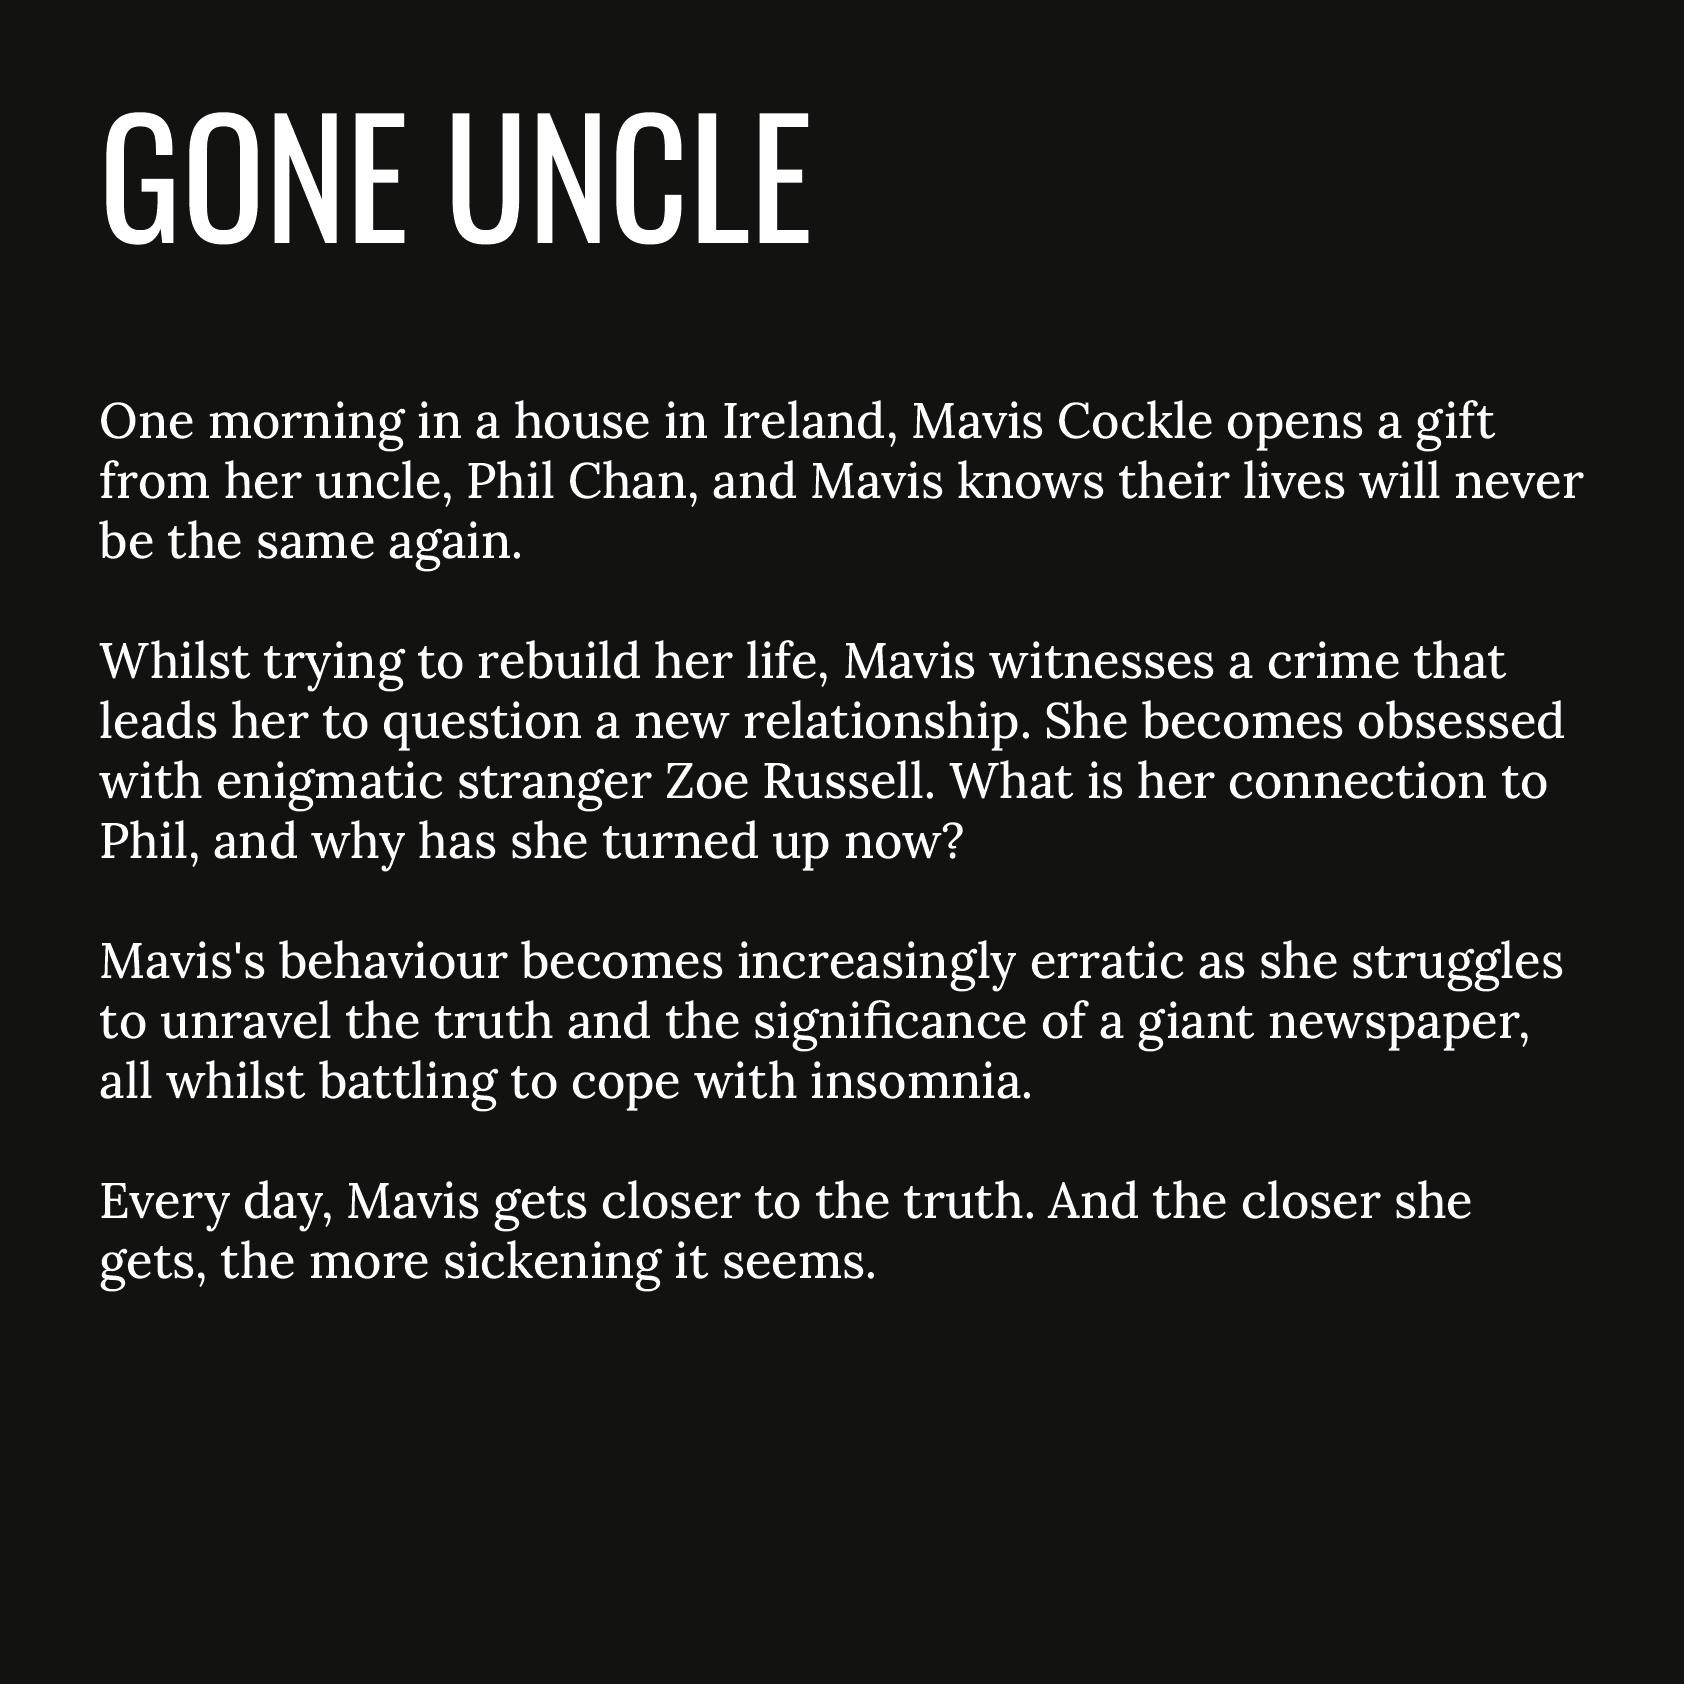 GONE UNCLE
One morning in a house in Ireland, Mavis Cockle opens a gift
from her uncle, Phil Chan, and Mavis knows their lives will never
be the same again.
Whilst trying to rebuild her life, Mavis witnesses a crime that
leads her to question a new relationship. She becomes obsessed
with enigmatic stranger Zoe Russell. What is her connection to
Phil, and why has she turned up now?
Mavis's behaviour becomes increasingly erratic as she struggles
to unravel the truth and the significance of a giant newspaper,
all whilst battling to cope with insomnia.
Every day, Mavis gets closer to the truth. And the closer she
gets, the more sickening it seems.